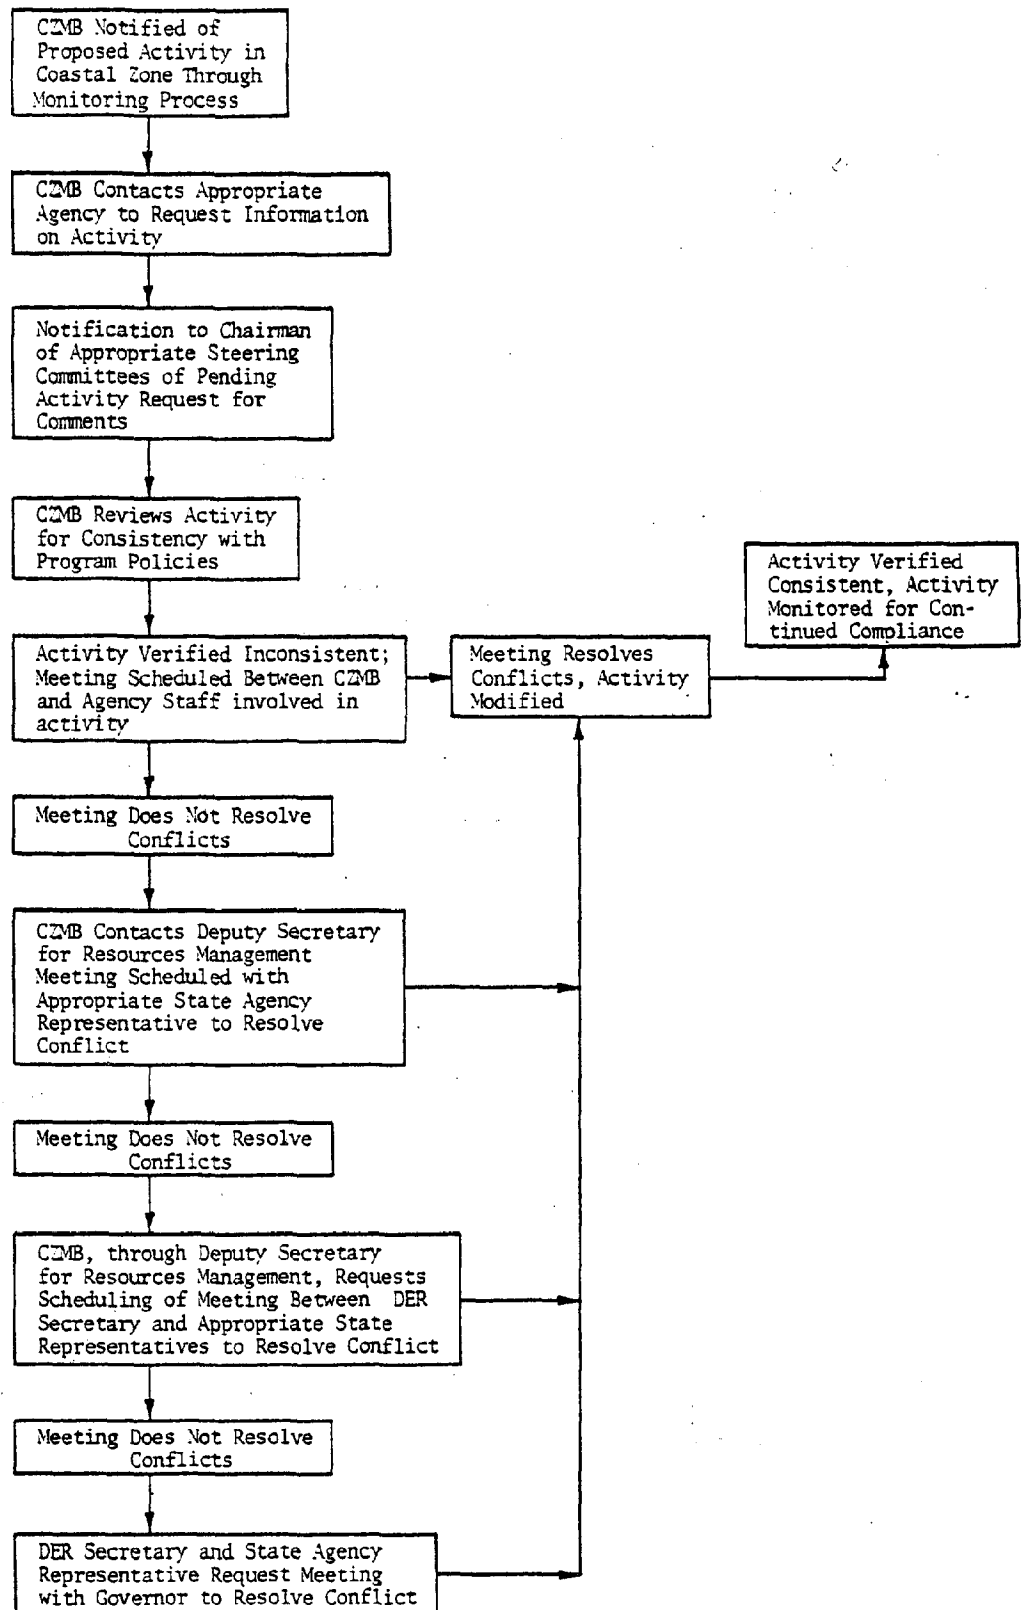 CZMB Notified of
Proposed Activity in
Coastal Zone Through
Monitoring Process
CZMB Contacts Appropriate
Agency to Request Information
on Activity
Notification to Chairman
of Appropriate Steering
Committees of Pending
Activity Request for
Comments
CZMB Reviews Activity
for Consistency with
Program Policies
Activity Verified
Consistent, Activity
Monitored for Con-
tinued Compliance
Activity Verified Inconsistent;
Meeting Scheduled Between CZMB
and Agency Staff involved in
activity
Meeting Resolves
Conflicts, Activity
Modified
Meeting Does Not Resolve
Conflicts
CZMB Contacts Deputy Secretary
for Resources Management
Meeting Scheduled with
Appropriate State Agency
Representative to Resolve
Conflict
Meeting Does Not Resolve
Conflicts
CZMB, through Deputy Secretary
for Resources Management, Requests
Scheduling of Meeting Between DER
Secretary and Appropriate State
Representatives to Resolve Conflict
Meeting Does Not Resolve
Conflicts
DER Secretary and State Agency
Representative Request Meeting
with Governor to Resolve Conflict